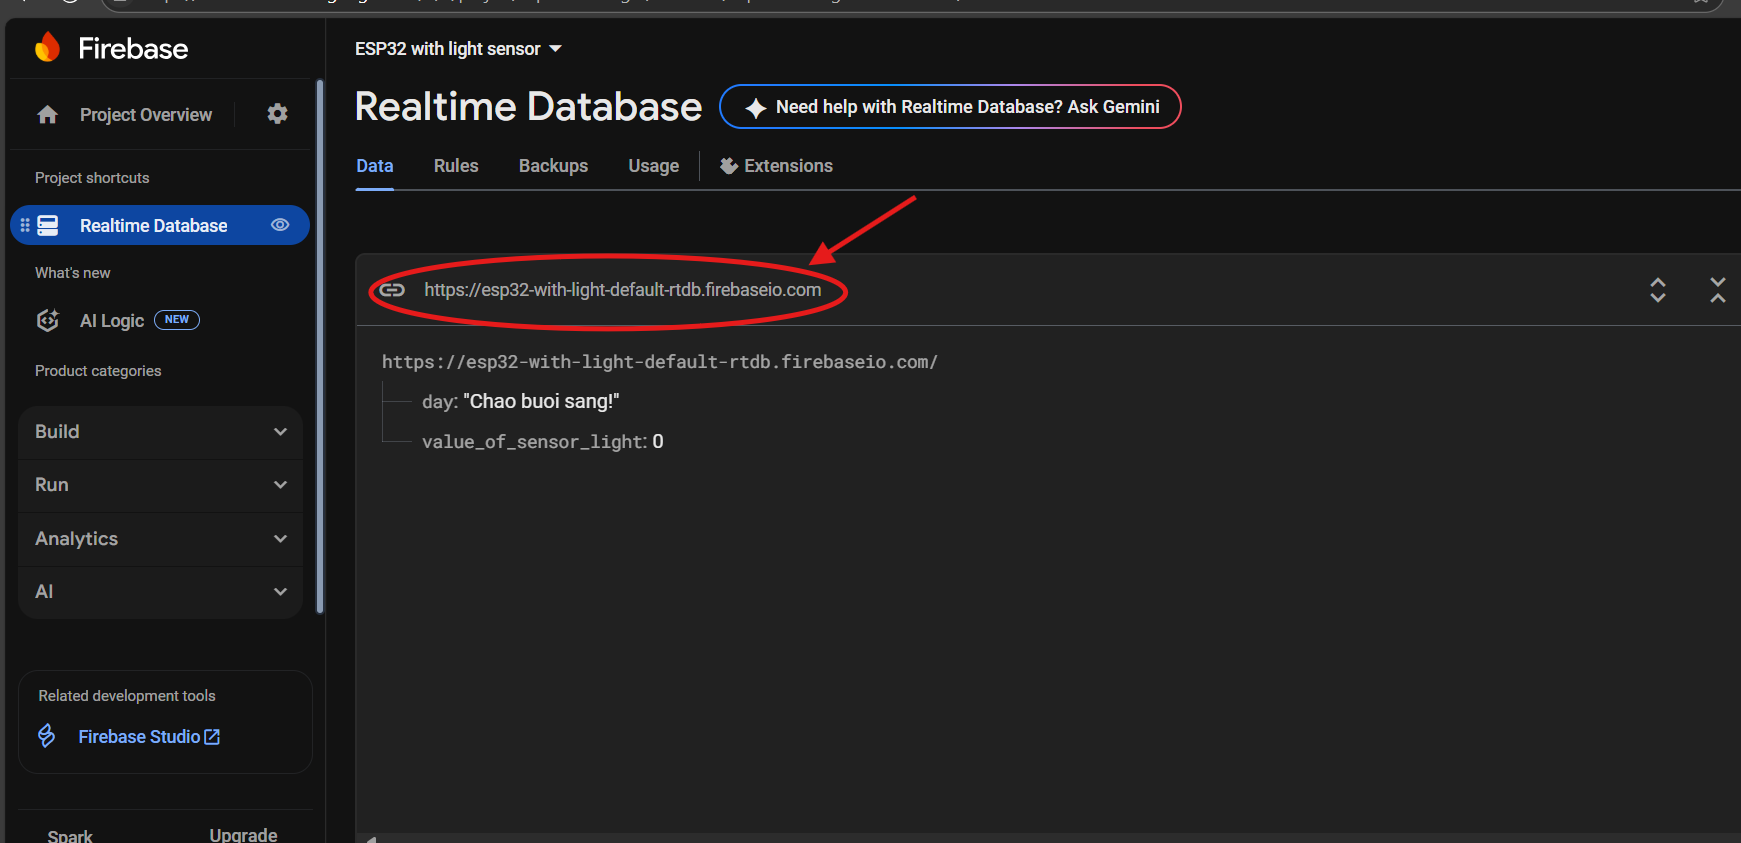 Firebase
ESP32 with light sensor
Project Overview
Realtime Database
Need help with Realtime Database? Ask Gemini
Data
Rules
Backups
Usage
Extensions
Project shortcuts
Realtime Database
What's new
AI Logic
NEW
Product categories
Build
Run
Analytics
AI
https://esp32-with-light-default-rtdb.firebaseio.com
https://esp32-with-light-default-rtdb.firebaseio.com/
day: "Chao buoi sang!"
value_of_sensor_light: 0
Related development tools
Firebase Studio
Spark
Upgrade